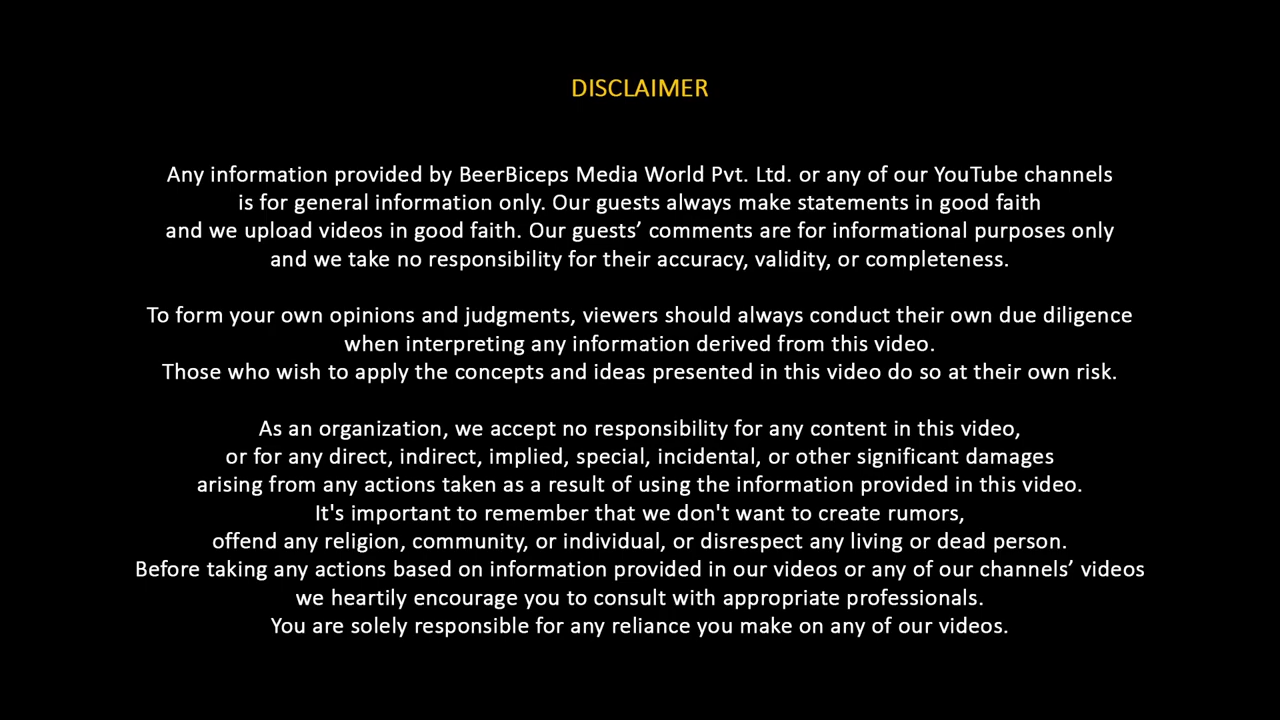 DISCLAIMER
Any information provided by BeerBiceps Media World Pvt. Ltd. or any of our YouTube channels
is for general information only. Our guests always make statements in good faith
and we upload videos in good faith. Our guests’ comments are for informational purposes only
and we take no responsibility for their accuracy, validity, or completeness.
To form your own opinions and judgments, viewers should always conduct their own due diligence
when interpreting any information derived from this video.
Those who wish to apply the concepts and ideas presented in this video do so at their own risk.
As an organization, we accept no responsibility for any content in this video,
or for any direct, indirect, implied, special, incidental, or other significant damages
arising from any actions taken as a result of using the information provided in this video.
It's important to remember that we don't want to create rumors,
offend any religion, community, or individual, or disrespect any living or dead person.
Before taking any actions based on information provided in our videos or any of our channels’ videos
we heartily encourage you to consult with appropriate professionals.
You are solely responsible for any reliance you make on any of our videos.